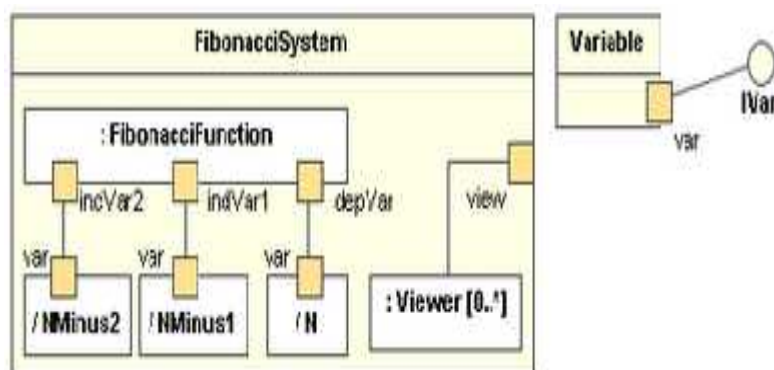 FibonacciSystem
Variable
IVar
var
: FibonacciFunction
incVar2
indVar1
depVar
view
var
var
var
/ NMinus2
/ NMinus1
/ N
: Viewer [0..*]